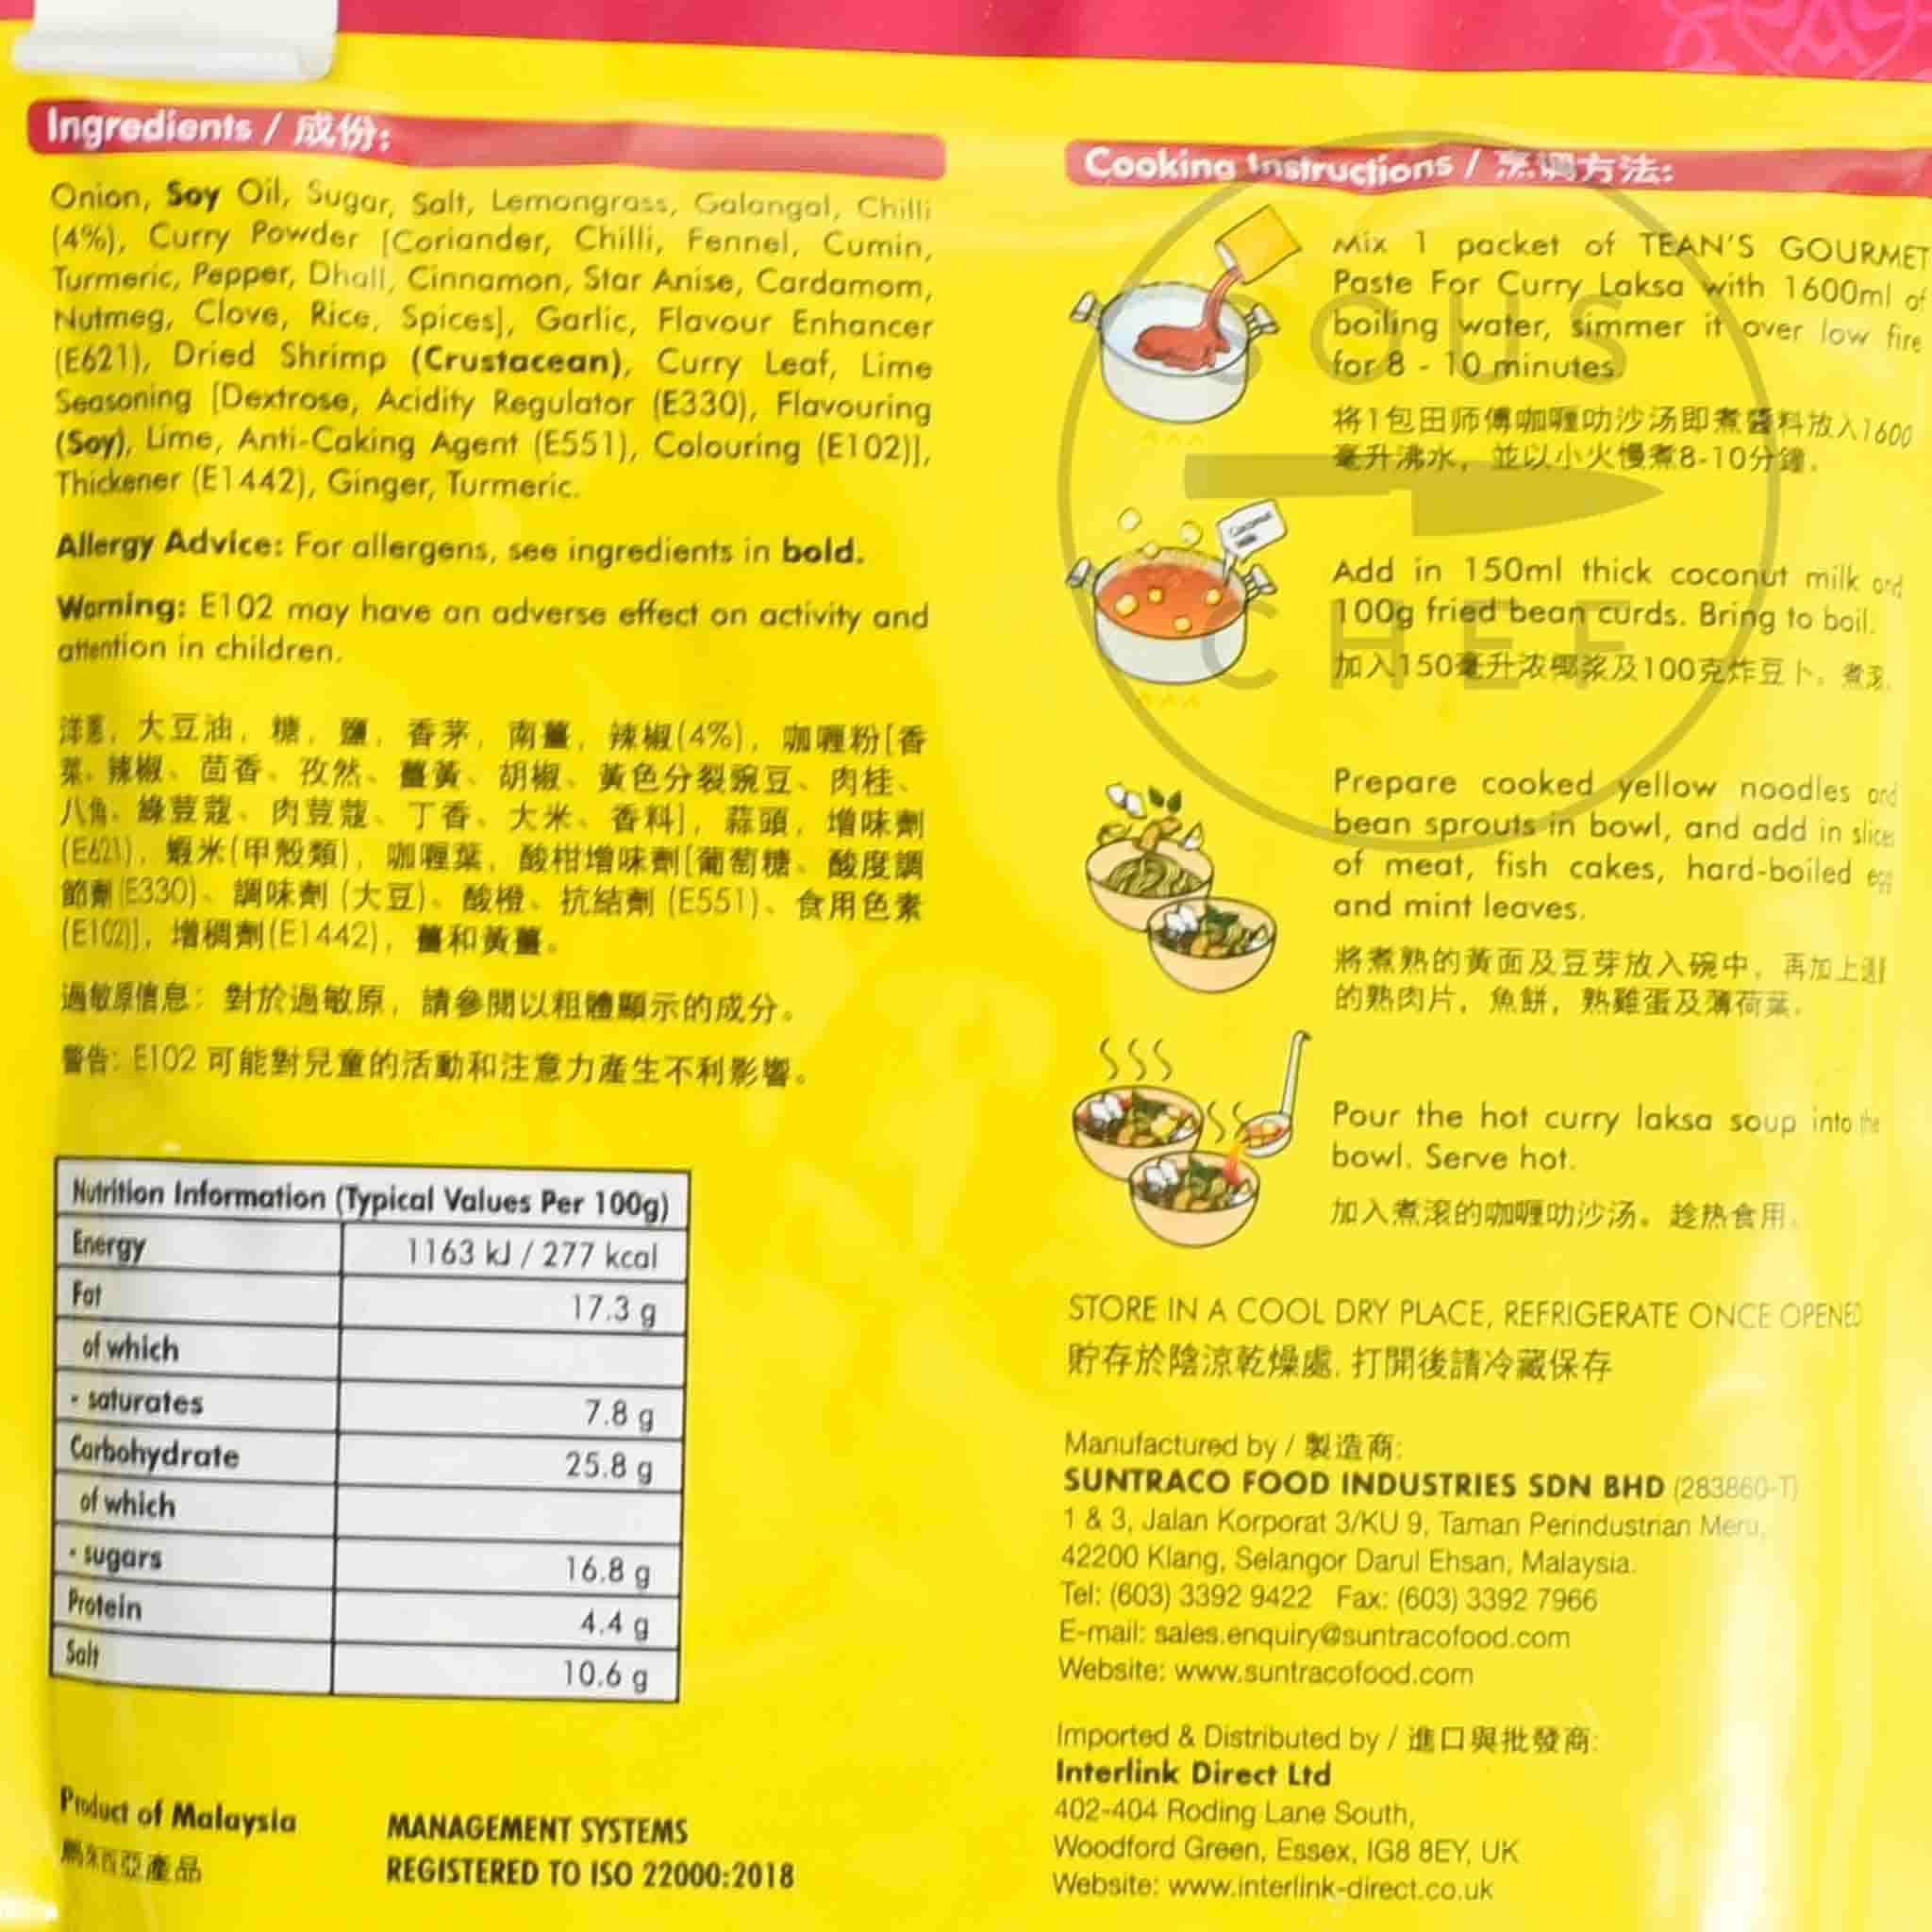 Ingredients / 成份:
Onion, Soy Oil, Sugar, Salt, Lemongrass, Galangal, Chilli
(4%), Curry Powder [Coriander, Chilli, Fennel, Cumin,
Turmeric, Pepper, Dhall, Cinnamon, Star Anise, Cardamom,
Nutmeg, Clove, Rice, Spices], Garlic, Flavour Enhancer
(E621), Dried Shrimp (Crustacean), Curry Leaf, Lime
Seasoning [Dextrose, Acidity Regulator (E330), Flavouring
(Soy), Lime, Anti-Caking Agent (E551), Colouring (E102)],
Thickener (E1442), Ginger, Turmeric.
Allergy Advice: For allergens, see ingredients in bold.
Warning: E102 may have an adverse effect on activity and
attention in children.
洋蔥, 大豆油, 糖, 鹽, 香茅, 南薑, 辣椒(4%), 咖喱粉[香
菜、辣椒、茴香、孜然、薑黃、胡椒、黃色分裂豌豆、肉桂、
八角、綠荳蔻、肉荳蔻、丁香、大米、香料], 蒜頭, 增味劑
(E621), 蝦米(甲殼類), 咖喱葉, 酸柑增味劑[葡萄糖、酸度調
節劑(E330)、調味劑 (大豆)、酸橙、抗結劑 (E551)、食用色素
(E102)], 增稠劑(E1442), 薑和黃薑。
過敏原信息: 對於過敏原, 請參閱以粗體顯示的成分。
警告: E102 可能對兒童的活動和注意力產生不利影響。
Nutrition Information (Typical Values Per 100g)
Energy 1163 kJ / 277 kcal
Fat 17.3 g
of which
- saturates 7.8 g
Carbohydrate 25.8 g
of which
- sugars 16.8 g
Protein 4.4 g
Salt 10.6 g
Product of Malaysia
馬來西亞產品
MANAGEMENT SYSTEMS
REGISTERED TO ISO 22000:2018
Cooking Instructions / 烹调方法:
Mix 1 packet of TEAN'S GOURMET
Paste For Curry Laksa with 1600ml of
boiling water, simmer it over low fire
for 8 - 10 minutes.
将1包田师傅咖喱叻沙汤即煮醬料放入1600
毫升沸水, 並以小火慢煮8-10分鐘。
Coconut
Milk
Add in 150ml thick coconut milk and
100g fried bean curds. Bring to boil.
加入150毫升浓椰浆及100克炸豆卜。煮滚。
Prepare cooked yellow noodles and
bean sprouts in bowl, and add in slices
of meat, fish cakes, hard-boiled egg
and mint leaves.
將煮熟的黃面及豆芽放入碗中, 再加上
的熟肉片, 魚餅, 熟雞蛋及薄荷葉。
Pour the hot curry laksa soup into the
bowl. Serve hot.
加入煮滚的咖喱叻沙汤。趁热食用。
STORE IN A COOL DRY PLACE, REFRIGERATE ONCE OPENED
貯存於陰涼乾燥處, 打開後請冷藏保存
Manufactured by / 製造商:
SUNTRACO FOOD INDUSTRIES SDN BHD (283860-T)
1 & 3, Jalan Korporat 3/KU 9, Taman Perindustrian Meru,
42200 Klang, Selangor Darul Ehsan, Malaysia.
Tel: (603) 3392 9422 Fax: (603) 3392 7966
E-mail: sales.enquiry@suntracofood.com
Website: www.suntracofood.com
Imported & Distributed by / 進口與批發商:
Interlink Direct Ltd
402-404 Roding Lane South,
Woodford Green, Essex, IG8 8EY, UK
Website: www.interlink-direct.co.uk
SOUS
CHEF